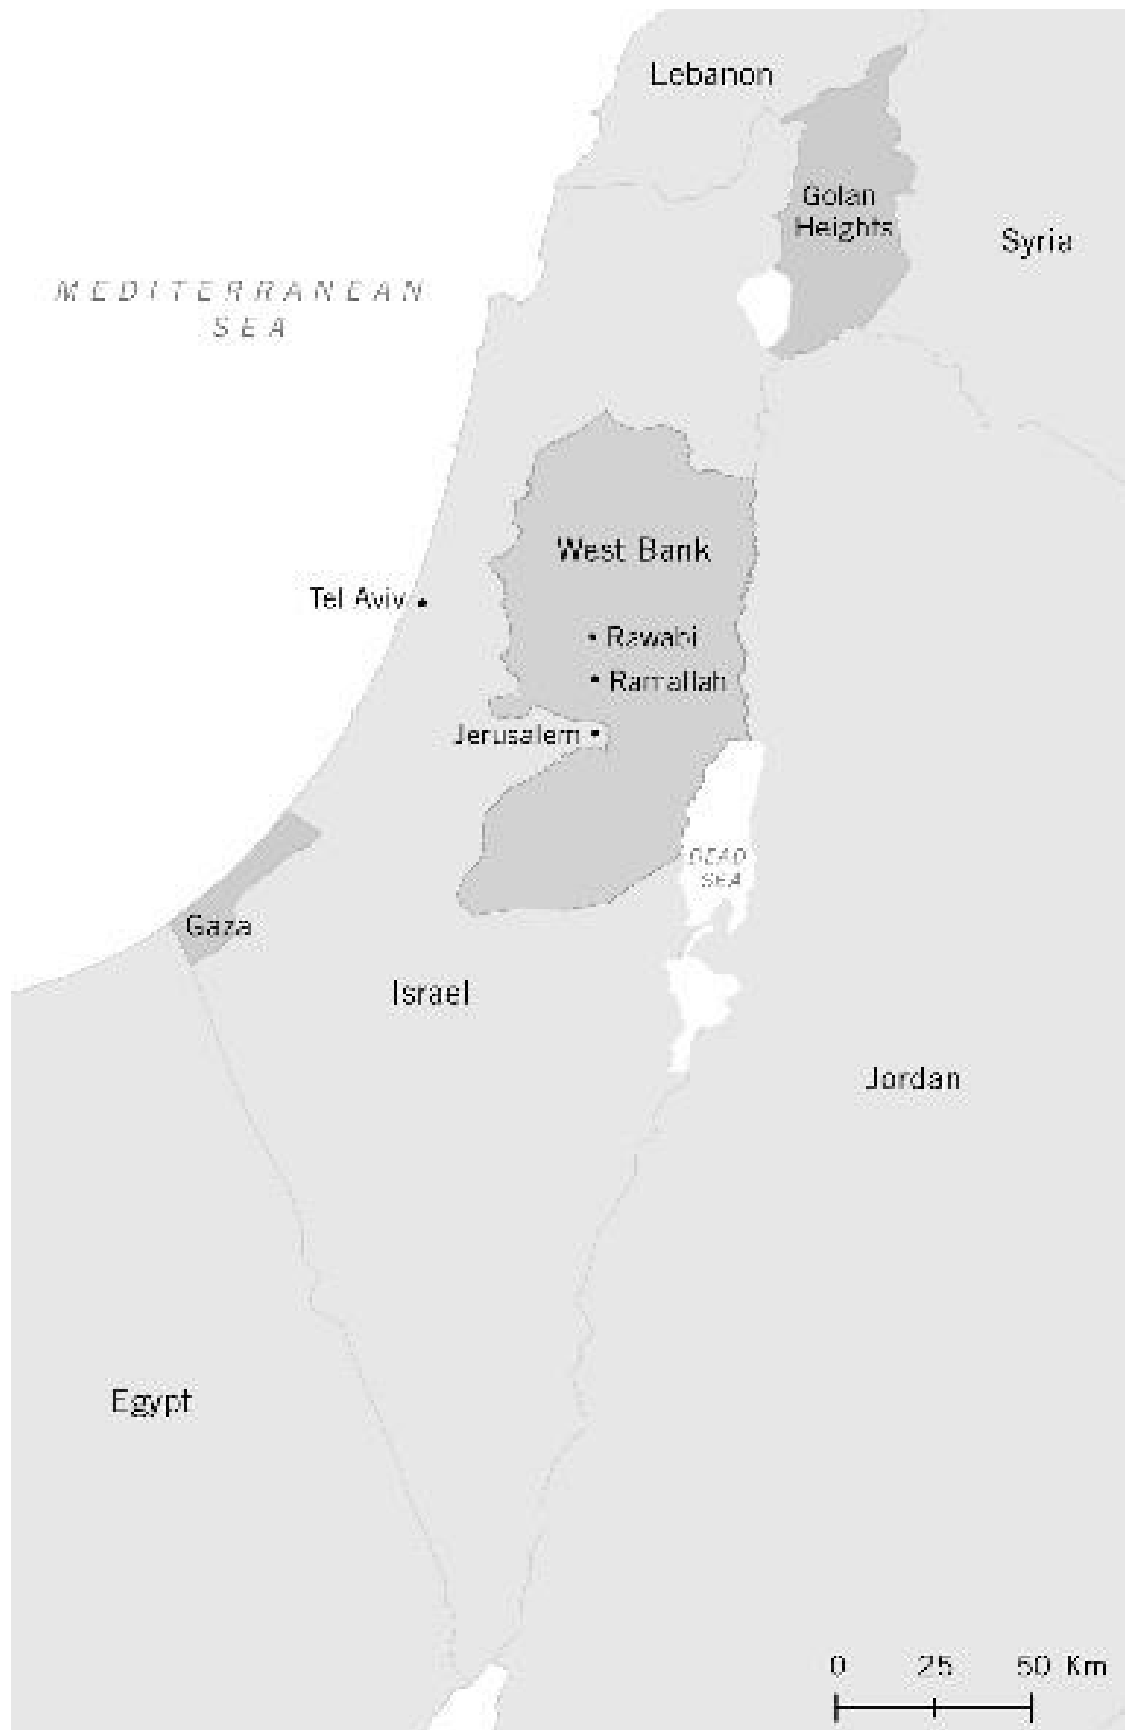 Lebanon
Golan
Heights
Syria
MEDITERRANEAN
SEA
West Bank
Tel Aviv
Rawabi
Ramallah
Jerusalem
DEAD
SEA
Gaza
Israel
Jordan
Egypt
0 25 50 Km